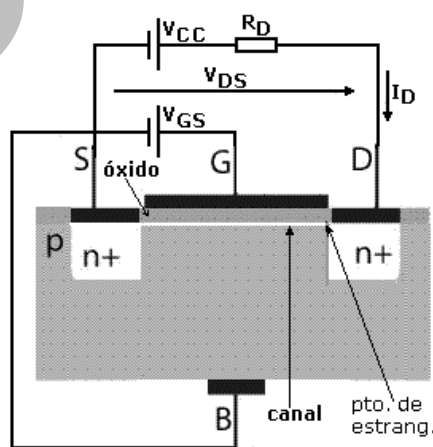 VCC
RD
VDS
ID
VGS
S
G
D
óxido
p
n+
n+
B
canal
pto. de
estrang.